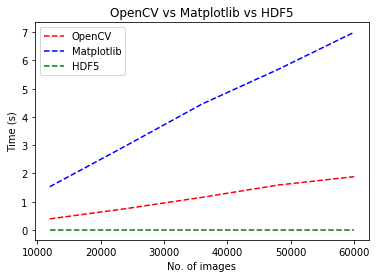 OpenCV vs Matplotlib vs HDF5
OpenCV
Matplotlib
HDF5
Time (s)
7
6
5
4
3
2
1
0
10000 20000 30000 40000 50000 60000
No. of images